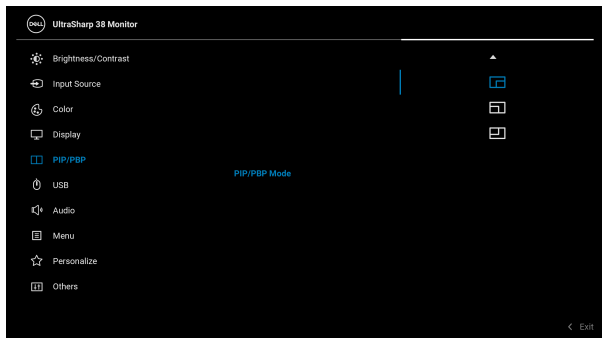 DELL
UltraSharp 38 Monitor
Brightness/Contrast
Input Source
Color
Display
PIP/PBP
PIP/PBP Mode
USB
Audio
Menu
Personalize
Others
Exit